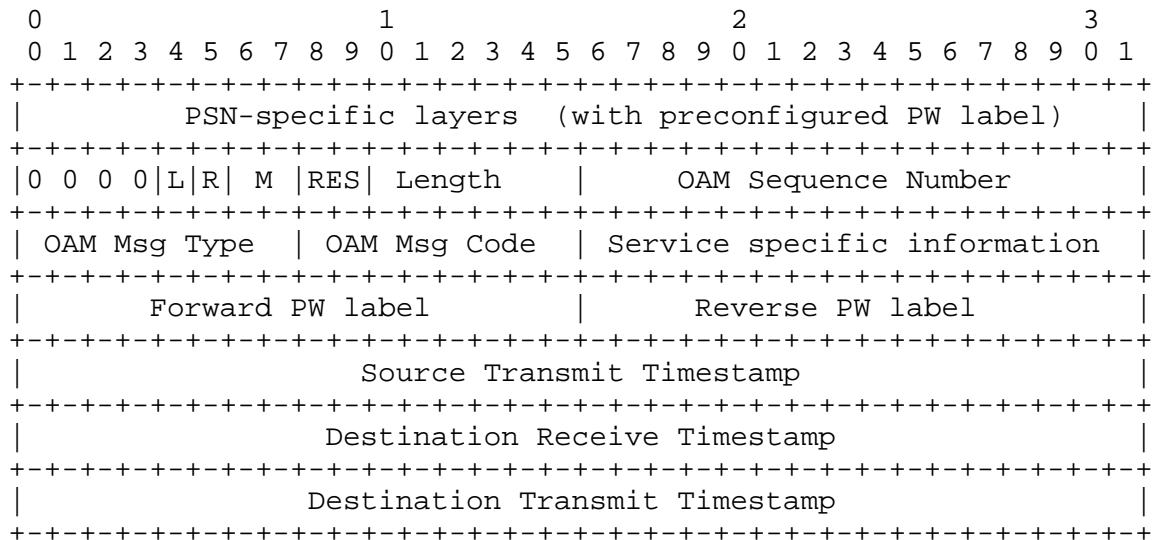 0                   1                   2                   3
 0 1 2 3 4 5 6 7 8 9 0 1 2 3 4 5 6 7 8 9 0 1 2 3 4 5 6 7 8 9 0 1
+-+-+-+-+-+-+-+-+-+-+-+-+-+-+-+-+-+-+-+-+-+-+-+-+-+-+-+-+-+-+-+-+
|         PSN-specific layers  (with preconfigured PW label)    |
+-+-+-+-+-+-+-+-+-+-+-+-+-+-+-+-+-+-+-+-+-+-+-+-+-+-+-+-+-+-+-+-+
|0 0 0 0|L|R| M |RES| Length    |     OAM Sequence Number       |
+-+-+-+-+-+-+-+-+-+-+-+-+-+-+-+-+-+-+-+-+-+-+-+-+-+-+-+-+-+-+-+-+
| OAM Msg Type  | OAM Msg Code  | Service specific information  |
+-+-+-+-+-+-+-+-+-+-+-+-+-+-+-+-+-+-+-+-+-+-+-+-+-+-+-+-+-+-+-+-+
|       Forward PW label        |      Reverse PW label         |
+-+-+-+-+-+-+-+-+-+-+-+-+-+-+-+-+-+-+-+-+-+-+-+-+-+-+-+-+-+-+-+-+
|                   Source Transmit Timestamp                   |
+-+-+-+-+-+-+-+-+-+-+-+-+-+-+-+-+-+-+-+-+-+-+-+-+-+-+-+-+-+-+-+-+
|                 Destination Receive Timestamp                 |
+-+-+-+-+-+-+-+-+-+-+-+-+-+-+-+-+-+-+-+-+-+-+-+-+-+-+-+-+-+-+-+-+
|                Destination Transmit Timestamp                 |
+-+-+-+-+-+-+-+-+-+-+-+-+-+-+-+-+-+-+-+-+-+-+-+-+-+-+-+-+-+-+-+-+